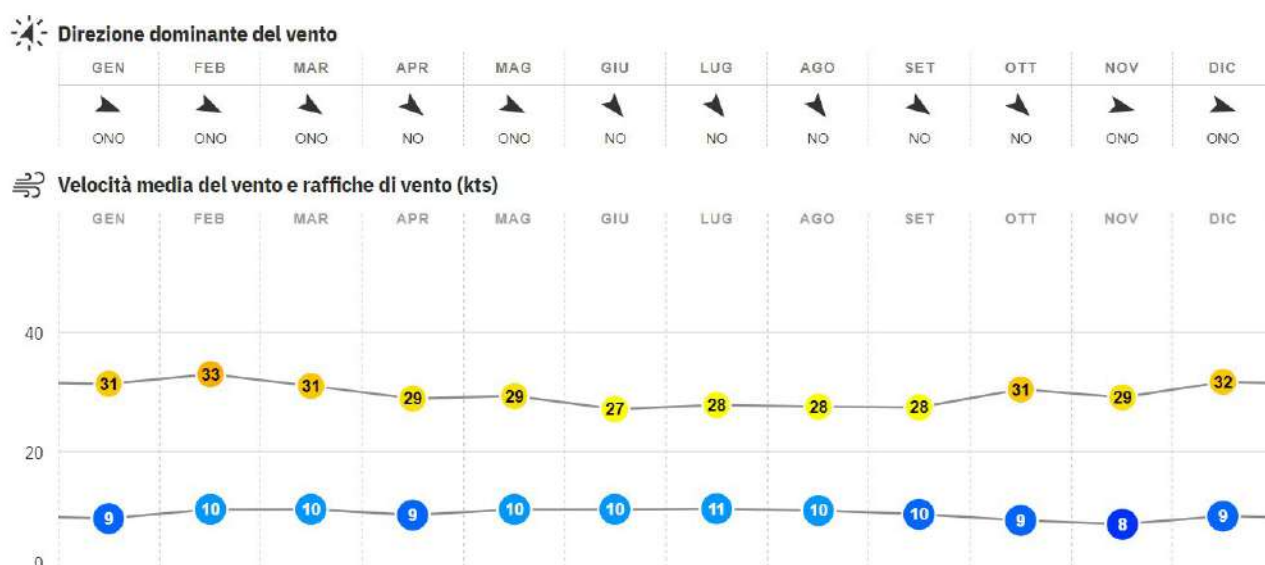 Direzione dominante del vento
GEN FEB MAR APR MAG GIU LUG AGO SET OTT NOV DIC
ONO ONO ONO NO ONO NO NO NO NO NO ONO ONO
Velocità media del vento e raffiche di vento (kts)
GEN FEB MAR APR MAG GIU LUG AGO SET OTT NOV DIC
40
31 33 31 29 29 27 28 28 28 31 29 32
20
9 10 10 9 10 10 11 10 10 9 8 9
0